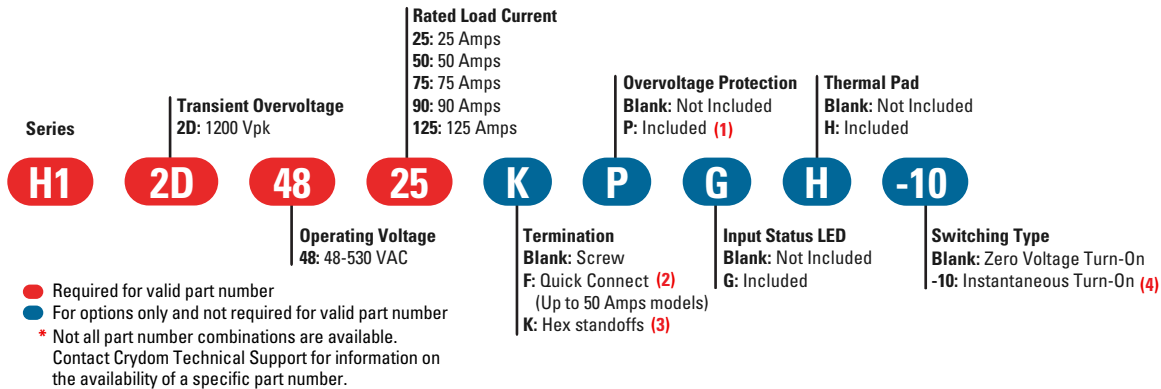 Rated Load Current
25: 25 Amps
50: 50 Amps
75: 75 Amps
90: 90 Amps
125: 125 Amps
Transient Overvoltage
2D: 1200 Vpk
Overvoltage Protection
Blank: Not Included
P: Included (1)
Thermal Pad
Blank: Not Included
H: Included
Series
H1 2D 48 25 K P G H -10
Operating Voltage
48: 48-530 VAC
Termination
Blank: Screw
F: Quick Connect (2)
(Up to 50 Amps models)
K: Hex standoffs (3)
Input Status LED
Blank: Not Included
G: Included
Switching Type
Blank: Zero Voltage Turn-On
-10: Instantaneous Turn-On (4)
Required for valid part number
For options only and not required for valid part number
* Not all part number combinations are available.
Contact Crydom Technical Support for information on
the availability of a specific part number.